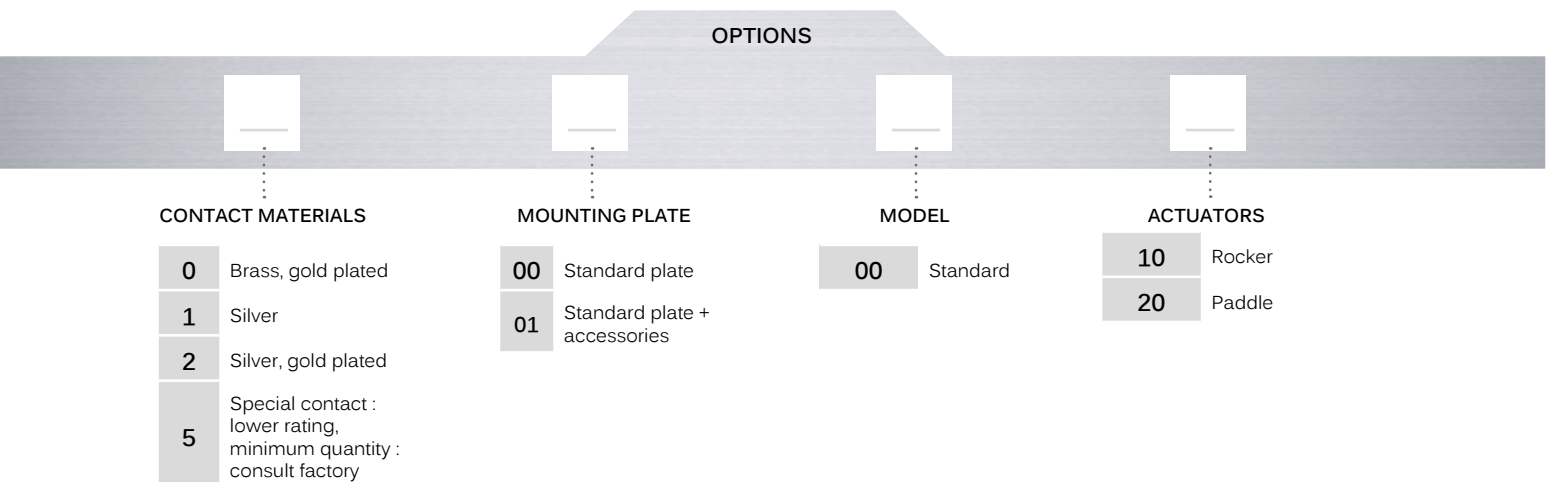 OPTIONS
CONTACT MATERIALS
0 Brass, gold plated
1 Silver
2 Silver, gold plated
5 Special contact :
lower rating,
minimum quantity :
consult factory
MOUNTING PLATE
00 Standard plate
01 Standard plate +
accessories
MODEL
00 Standard
ACTUATORS
10 Rocker
20 Paddle